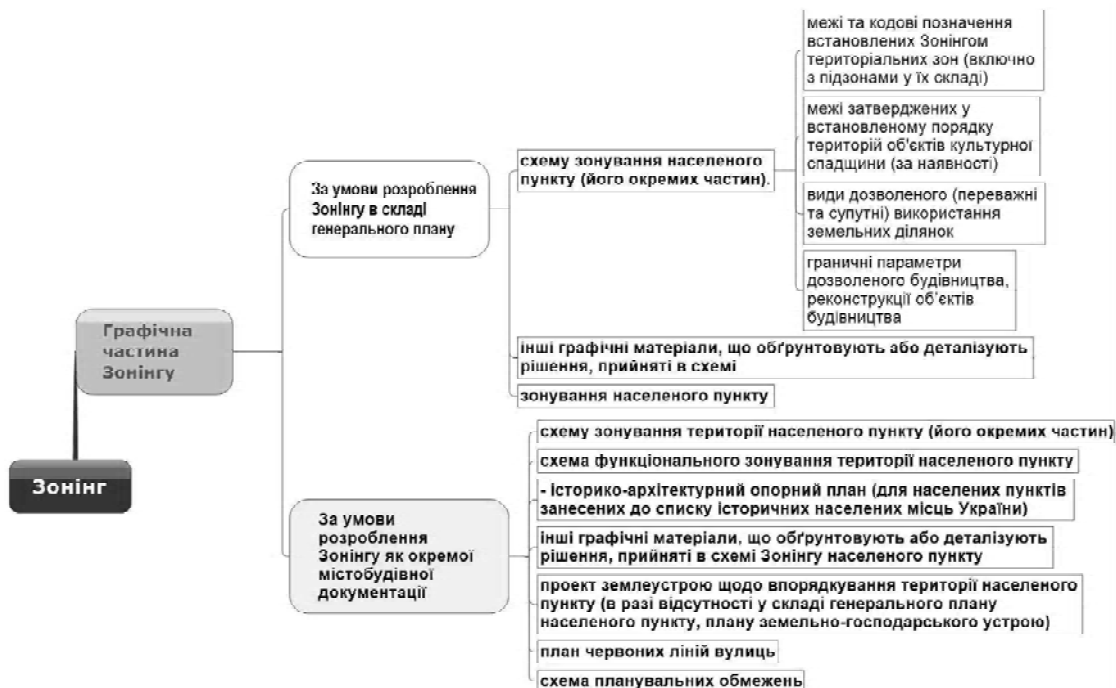 Зонінг
Графічна
частина
Зонінгу
За умови розроблення
Зонінгу в складі
генерального плану
схему зонування населеного
пункту (його окремих частин).
межі та кодові позначення
встановлених Зонінгом
територіальних зон (включно
з підзонами у їх складі)
межі затверджених у
встановленому порядку
територій об'єктів культурної
спадщини (за наявності)
види дозволеного (переважні
та супутні) використання
земельних ділянок
граничні параметри
дозволеного будівництва,
реконструкції об'єктів
будівництва
інші графічні матеріали, що обґрунтовують або деталізують
рішення, прийняті в схемі
зонування населеного пункту
За умови
розроблення
Зонінгу як окремої
містобудівної
документації
схему зонування території населеного пункту (його окремих частин)
схема функціонального зонування території населеного пункту
- історико-архітектурний опорний план (для населених пунктів
занесених до списку історичних населених місць України)
інші графічні матеріали, що обґрунтовують або деталізують
рішення, прийняті в схемі Зонінгу населеного пункту
проект землеустрою щодо впорядкування території населеного
пункту (в разі відсутності у складі генерального плану
населеного пункту, плану земельно-господарського устрою)
план червоних ліній вулиць
схема планувальних обмежень